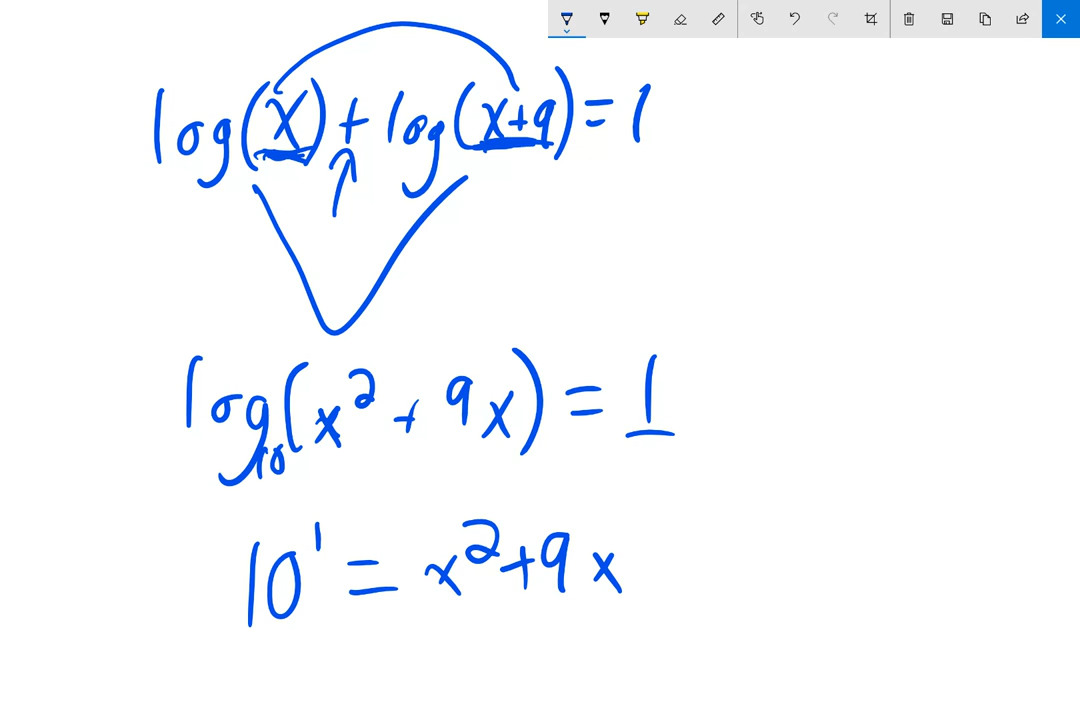 log(x) + log(x+9) = 1
log₁₀(x² + 9x) = 1
10¹ = x² + 9x